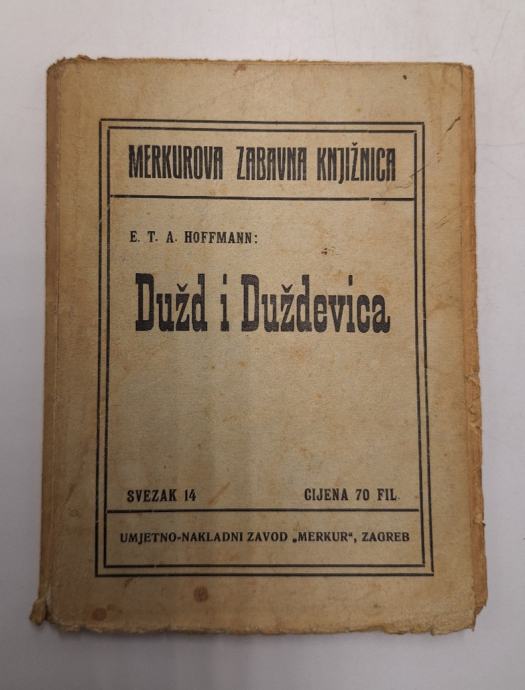 MERKUROVA ZABAVNA KNJIŽNICA
E. T. A. HOFFMANN:
Dužd i Duždevica
SVEZAK 14 CIJENA 70 FIL.
UMJETNO-NAKLADNI ZAVOD „MERKUR“, ZAGREB